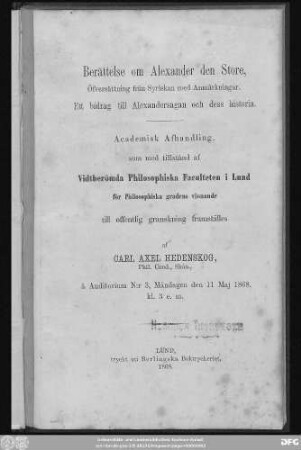 Berättelse om Alexander den Store,
Öfversättning från Syriskan med Anmärkningar.
Ett bidrag till Alexandersagan och dess historia.
Academisk Afhandling,
som med tillstånd af
Vidtberömda Philosophiska Faculteten i Lund
för Philosophiska gradens vinnande
till offentlig granskning framställes
af
CARL AXEL HEDENSKOG,
Phil. Cand.,
å Auditorium N:r 3, Måndagen den 11 Maj 1868,
kl. 3 e. m.
LUND,
tryckt uti Berlingska Boktryckeriet,
1868.
DFG